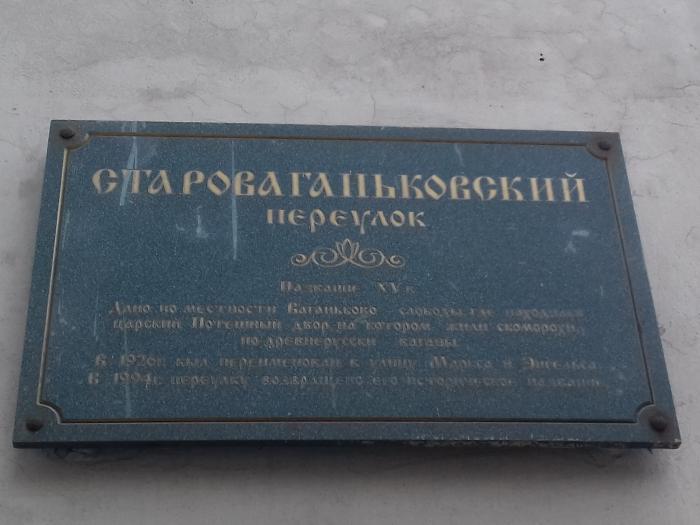 СТАРОВАГАНЬКОВСКИЙ
ПЕРЕУЛОК
Название XV в.
Дано по местности Ваганьково слободы, где находился
царский Потешный двор, на котором жили скоморохи,
по-древнерусски ваганы.
В 1926г. был переименован в улицу Маркса и Энгельса.
В 1994г. переулку возвращено его историческое название.